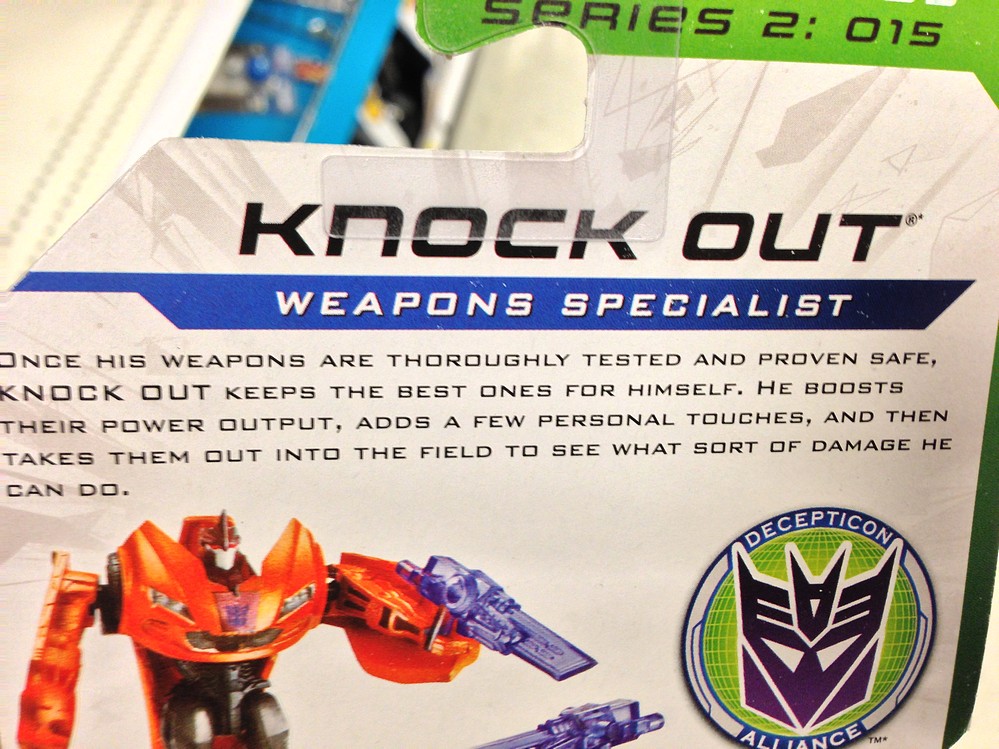 SERIES 2: 015
KNOCK OUT®*
WEAPONS SPECIALIST
ONCE HIS WEAPONS ARE THOROUGHLY TESTED AND PROVEN SAFE,
KNOCK OUT KEEPS THE BEST ONES FOR HIMSELF. HE BOOSTS
THEIR POWER OUTPUT, ADDS A FEW PERSONAL TOUCHES, AND THEN
TAKES THEM OUT INTO THE FIELD TO SEE WHAT SORT OF DAMAGE HE
CAN DO.
DECEPTICON
ALLIANCE ™*